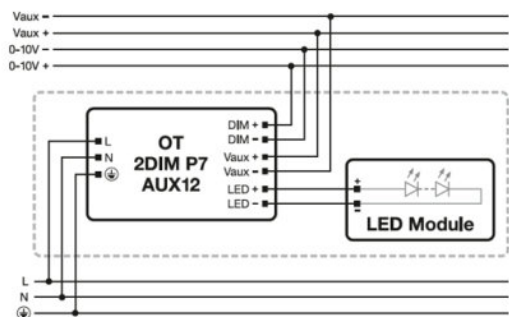 Vaux -
Vaux +
0-10V -
0-10V +
L
N
OT
2DIM P7
AUX12
DIM +
DIM -
Vaux +
Vaux -
LED +
LED -
+
-
LED Module
L
N